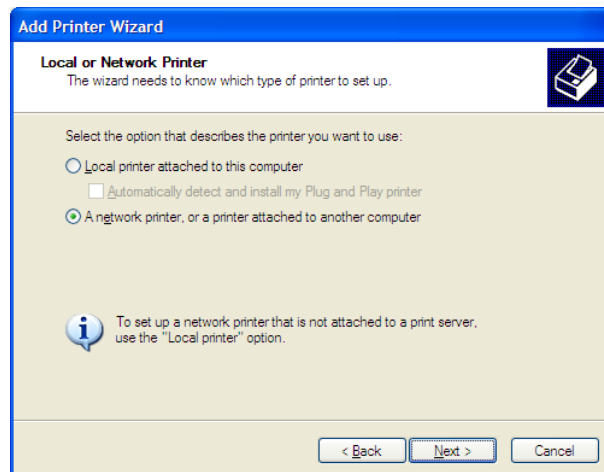 Add Printer Wizard
Local or Network Printer
The wizard needs to know which type of printer to set up.
Select the option that describes the printer you want to use:
Local printer attached to this computer
Automatically detect and install my Plug and Play printer
A network printer, or a printer attached to another computer
To set up a network printer that is not attached to a print server,
use the "Local printer" option.
< Back
Next >
Cancel